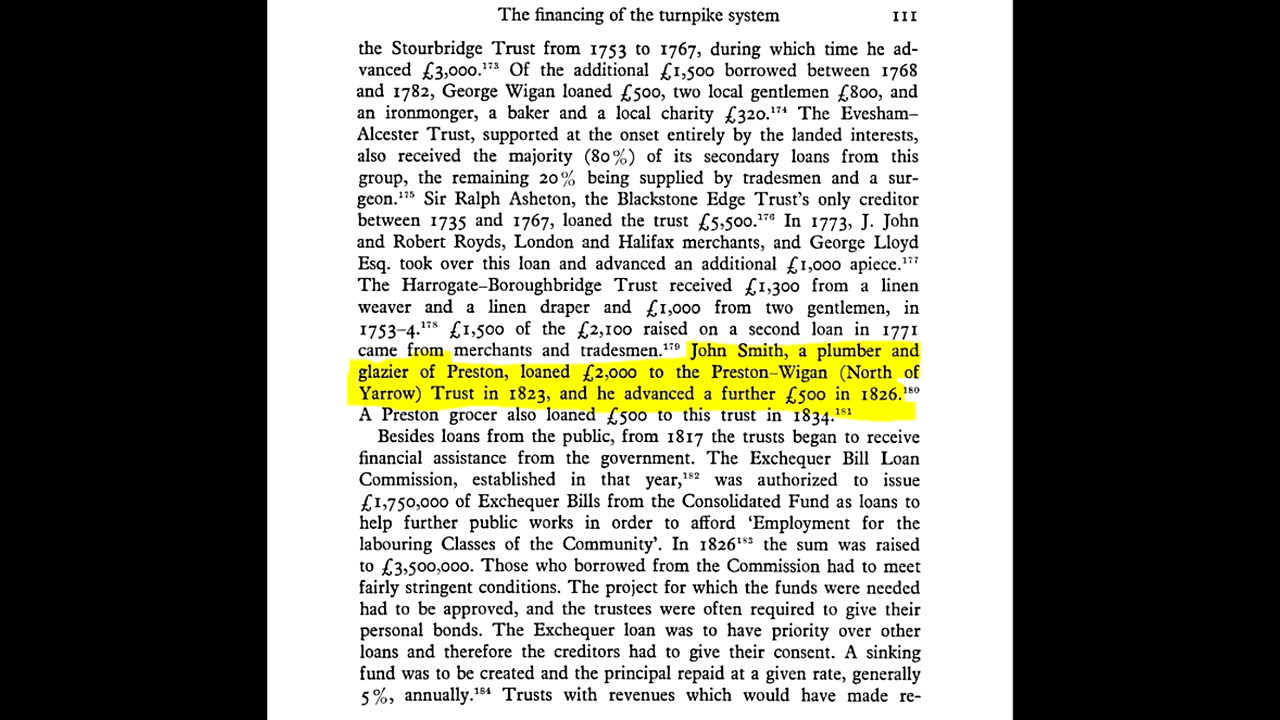 The financing of the turnpike system 111
the Stourbridge Trust from 1753 to 1767, during which time he ad-
vanced £3,000.¹⁷³ Of the additional £1,500 borrowed between 1768
and 1782, George Wigan loaned £500, two local gentlemen £800, and
an ironmonger, a baker and a local charity £320.¹⁷⁴ The Evesham–
Alcester Trust, supported at the onset entirely by the landed interests,
also received the majority (80%) of its secondary loans from this
group, the remaining 20% being supplied by tradesmen and a sur-
geon.¹⁷⁵ Sir Ralph Asheton, the Blackstone Edge Trust's only creditor
between 1735 and 1767, loaned the trust £5,500.¹⁷⁶ In 1773, J. John
and Robert Royds, London and Halifax merchants, and George Lloyd
Esq. took over this loan and advanced an additional £1,000 apiece.¹⁷⁷
The Harrogate–Boroughbridge Trust received £1,300 from a linen
weaver and a linen draper and £1,000 from two gentlemen, in
1753–4.¹⁷⁸ £1,500 of the £2,100 raised on a second loan in 1771
came from merchants and tradesmen.¹⁷⁹ John Smith, a plumber and
glazier of Preston, loaned £2,000 to the Preston–Wigan (North of
Yarrow) Trust in 1823, and he advanced a further £500 in 1826.¹⁸⁰
A Preston grocer also loaned £500 to this trust in 1834.¹⁸¹
Besides loans from the public, from 1817 the trusts began to receive
financial assistance from the government. The Exchequer Bill Loan
Commission, established in that year,¹⁸² was authorized to issue
£1,750,000 of Exchequer Bills from the Consolidated Fund as loans to
help further public works in order to afford 'Employment for the
labouring Classes of the Community'. In 1826¹⁸³ the sum was raised
to £3,500,000. Those who borrowed from the Commission had to meet
fairly stringent conditions. The project for which the funds were needed
had to be approved, and the trustees were often required to give their
personal bonds. The Exchequer loan was to have priority over other
loans and therefore the creditors had to give their consent. A sinking
fund was to be created and the principal repaid at a given rate, generally
5%, annually.¹⁸⁴ Trusts with revenues which would have made re-